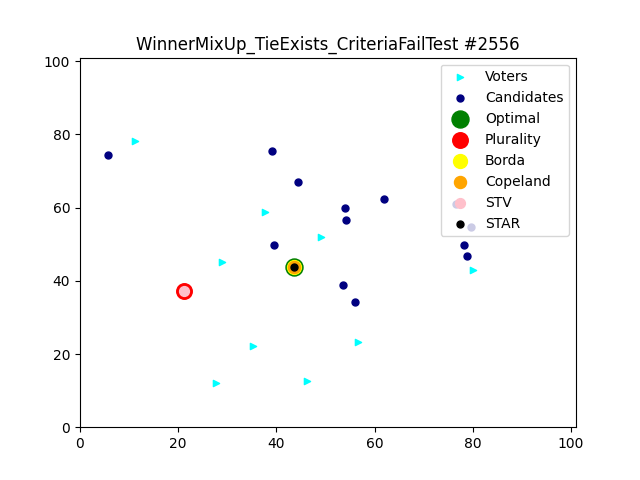 WinnerMixUp_TieExists_CriteriaFailTest #2556
100
80
60
40
20
0
0 20 40 60 80 100
Voters
Candidates
Optimal
Plurality
Borda
Copeland
STV
STAR